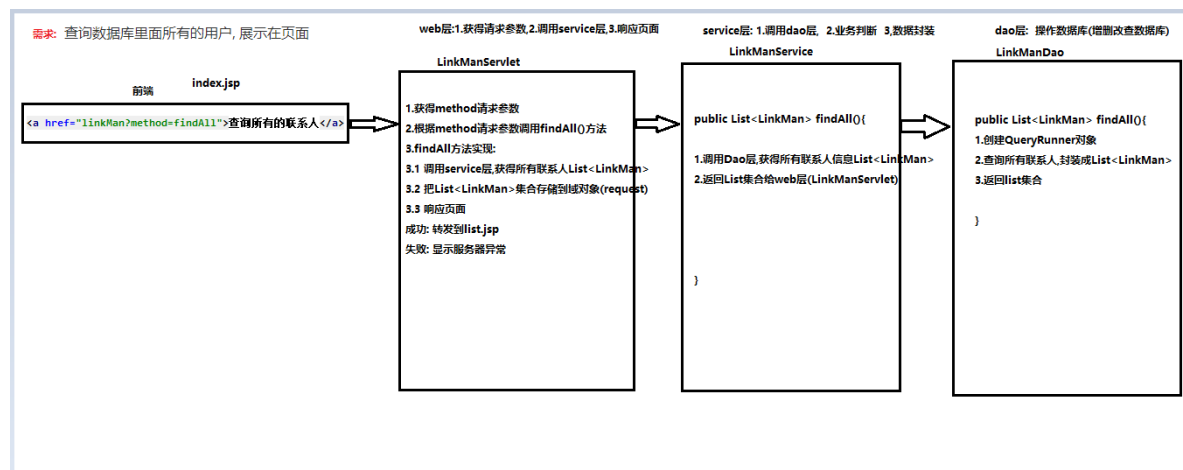 需求: 查询数据库里面所有的用户, 展示在页面
前端
index.jsp
<a href="linkMan?method=findAll">查询所有的联系人</a>
web层:1.获得请求参数,2.调用service层,3.响应页面
LinkManServlet
1.获得method请求参数
2.根据method请求参数调用findAll()方法
3.findAll方法实现:
3.1 调用service层,获得所有联系人List<LinkMan>
3.2 把List<LinkMan>集合存储到域对象(request)
3.3 响应页面
成功: 转发到list.jsp
失败: 显示服务器异常
service层: 1.调用dao层, 2.业务判断 3,数据封装
LinkManService
public List<LinkMan> findAll(){
1.调用Dao层,获得所有联系人信息List<LinkMan>
2.返回List集合给web层(LinkManServlet)
}
dao层: 操作数据库(增删改查数据库)
LinkManDao
public List<LinkMan> findAll(){
1.创建QueryRunner对象
2.查询所有联系人,封装成List<LinkMan>
3.返回list集合
}